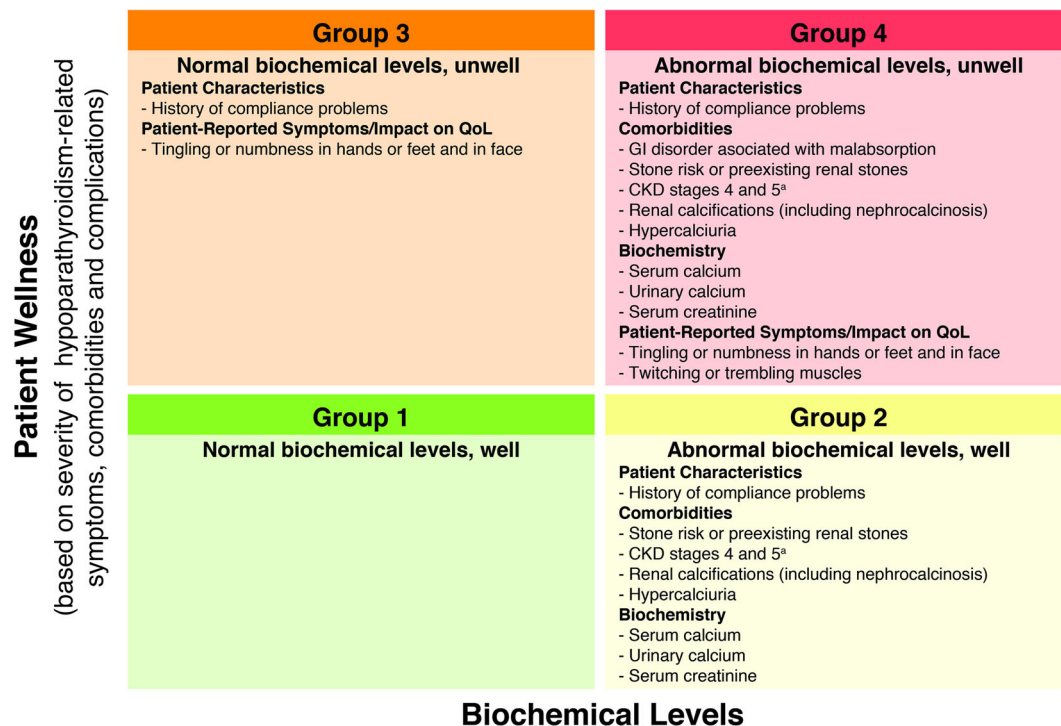 Patient Wellness
(based on severity of hypoparathyroidism-related
symptoms, comorbidities and complications)
Group 3
Normal biochemical levels, unwell
Patient Characteristics
- History of compliance problems
Patient-Reported Symptoms/Impact on QoL
- Tingling or numbness in hands or feet and in face
Group 4
Abnormal biochemical levels, unwell
Patient Characteristics
- History of compliance problems
Comorbidities
- GI disorder asociated with malabsorption
- Stone risk or preexisting renal stones
- CKD stages 4 and 5ᵃ
- Renal calcifications (including nephrocalcinosis)
- Hypercalciuria
Biochemistry
- Serum calcium
- Urinary calcium
- Serum creatinine
Patient-Reported Symptoms/Impact on QoL
- Tingling or numbness in hands or feet and in face
- Twitching or trembling muscles
Group 1
Normal biochemical levels, well
Group 2
Abnormal biochemical levels, well
Patient Characteristics
- History of compliance problems
Comorbidities
- Stone risk or preexisting renal stones
- CKD stages 4 and 5ᵃ
- Renal calcifications (including nephrocalcinosis)
- Hypercalciuria
Biochemistry
- Serum calcium
- Urinary calcium
- Serum creatinine
Biochemical Levels